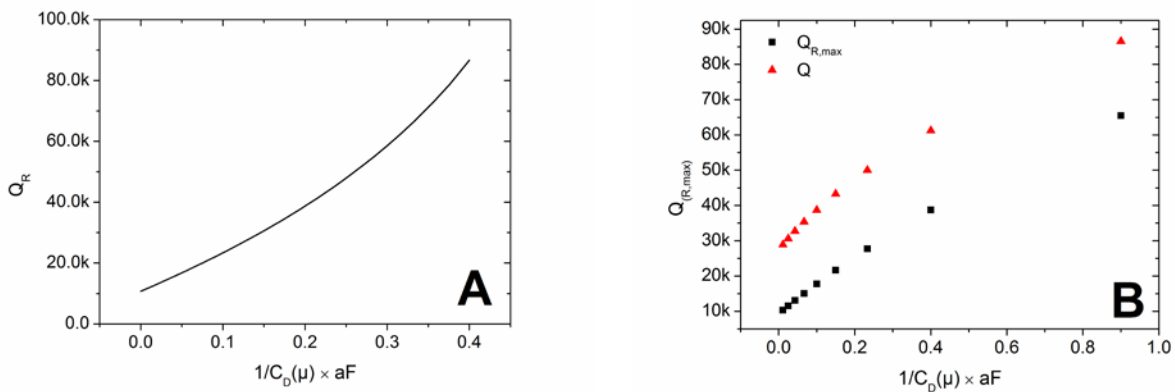 100.0k
80.0k
60.0k
40.0k
20.0k
0.0
Q_R
0.0 0.1 0.2 0.3 0.4
1/C_D(μ) × aF
A
90k
80k
70k
60k
50k
40k
30k
20k
10k
Q_(R,max)
Q_R,max
Q
0.0 0.2 0.4 0.6 0.8 1.0
1/C_D(μ) × aF
B